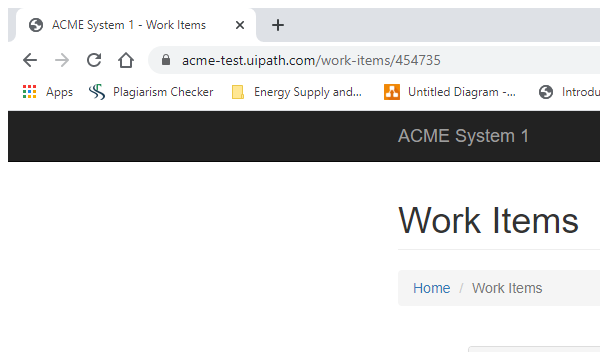 ACME System 1 - Work Items
acme-test.uipath.com/work-items/454735
Apps Plagiarism Checker Energy Supply and... Untitled Diagram -... Introdu
ACME System 1
Work Items
Home / Work Items